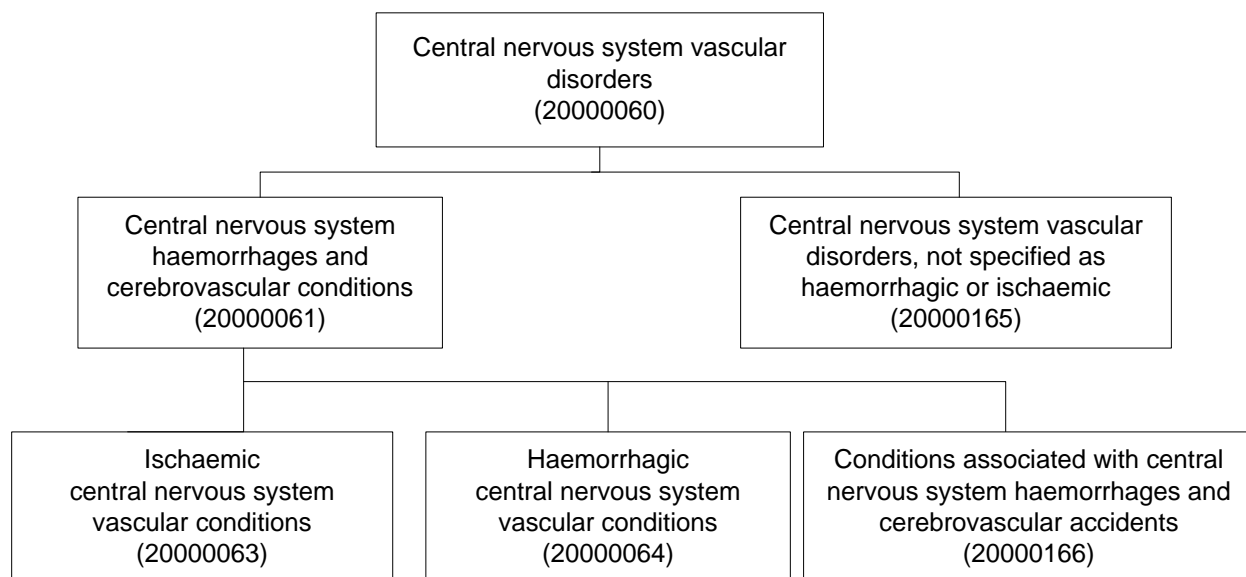 Central nervous system vascular
disorders
(20000060)
Central nervous system
haemorrhages and
cerebrovascular conditions
(20000061)
Central nervous system vascular
disorders, not specified as
haemorrhagic or ischaemic
(20000165)
Ischaemic
central nervous system
vascular conditions
(20000063)
Haemorrhagic
central nervous system
vascular conditions
(20000064)
Conditions associated with central
nervous system haemorrhages and
cerebrovascular accidents
(20000166)